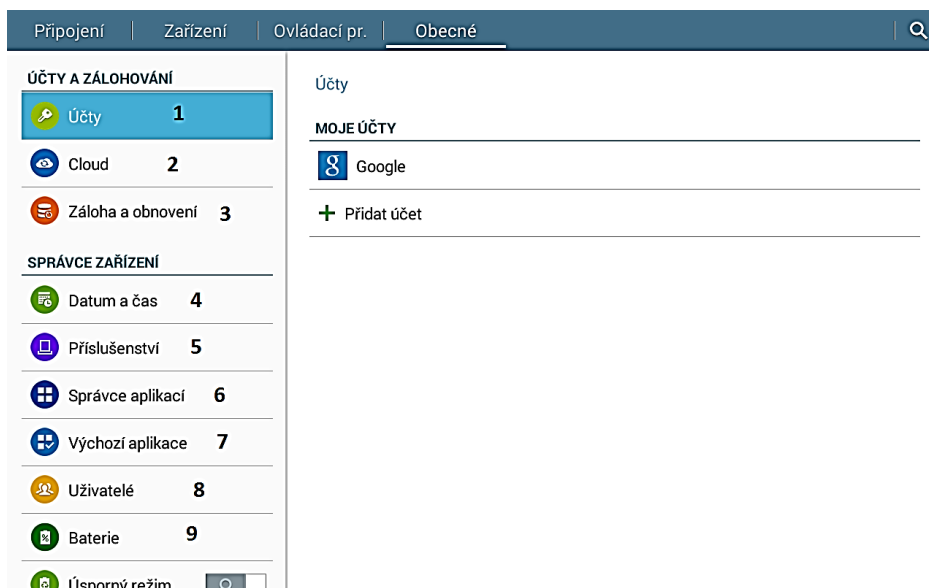 Připojení Zařízení Ovládací pr. Obecné
ÚČTY A ZÁLOHOVÁNÍ
Účty 1
Cloud 2
Záloha a obnovení 3
SPRÁVCE ZAŘÍZENÍ
Datum a čas 4
Příslušenství 5
Správce aplikací 6
Výchozí aplikace 7
Uživatelé 8
Baterie 9
Úsporný režim
Účty
MOJE ÚČTY
8 Google
+ Přidat účet